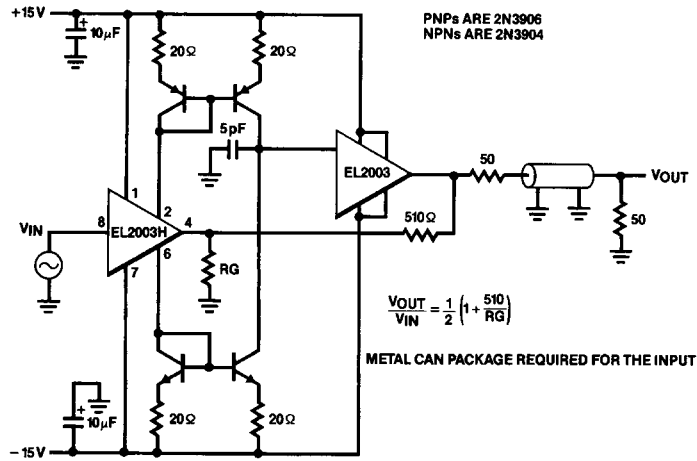 +15V
+
10μF
20Ω
20Ω
PNPs ARE 2N3906
NPNs ARE 2N3904
5pF
1
2
EL2003
50
VOUT
VIN
8
EL2003H
4
6
7
510Ω
50
RG
VOUT/VIN = 1/2 (1 + 510/RG)
METAL CAN PACKAGE REQUIRED FOR THE INPUT
+
10μF
20Ω
20Ω
−15V